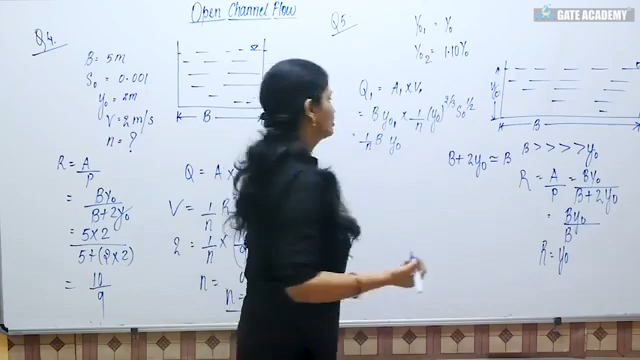 Open Channel Flow
GATE ACADEMY
Q4.
B = 5m
S₀ = 0.001
y₀ = 2m
V = 2m/s
n = ?
B
R = A/P
= By₀/(B+2y₀)
= 5×2/(5+(2×2))
= 10/9
Q = A ×
V = 1/n R
2 = 1/n ×
n =
Q5.
y₀₁ = y₀
y₀₂ = 1.10y₀
Q₁ = A₁ × V₁
= B y₀₁ × 1/n (y₀)^2/3 S₀^1/2
= 1/n B y₀
y₀
B
B + 2y₀ ≃ B
B >>>> y₀
R = A/P = By₀/(B+2y₀)
= By₀/B
R = y₀